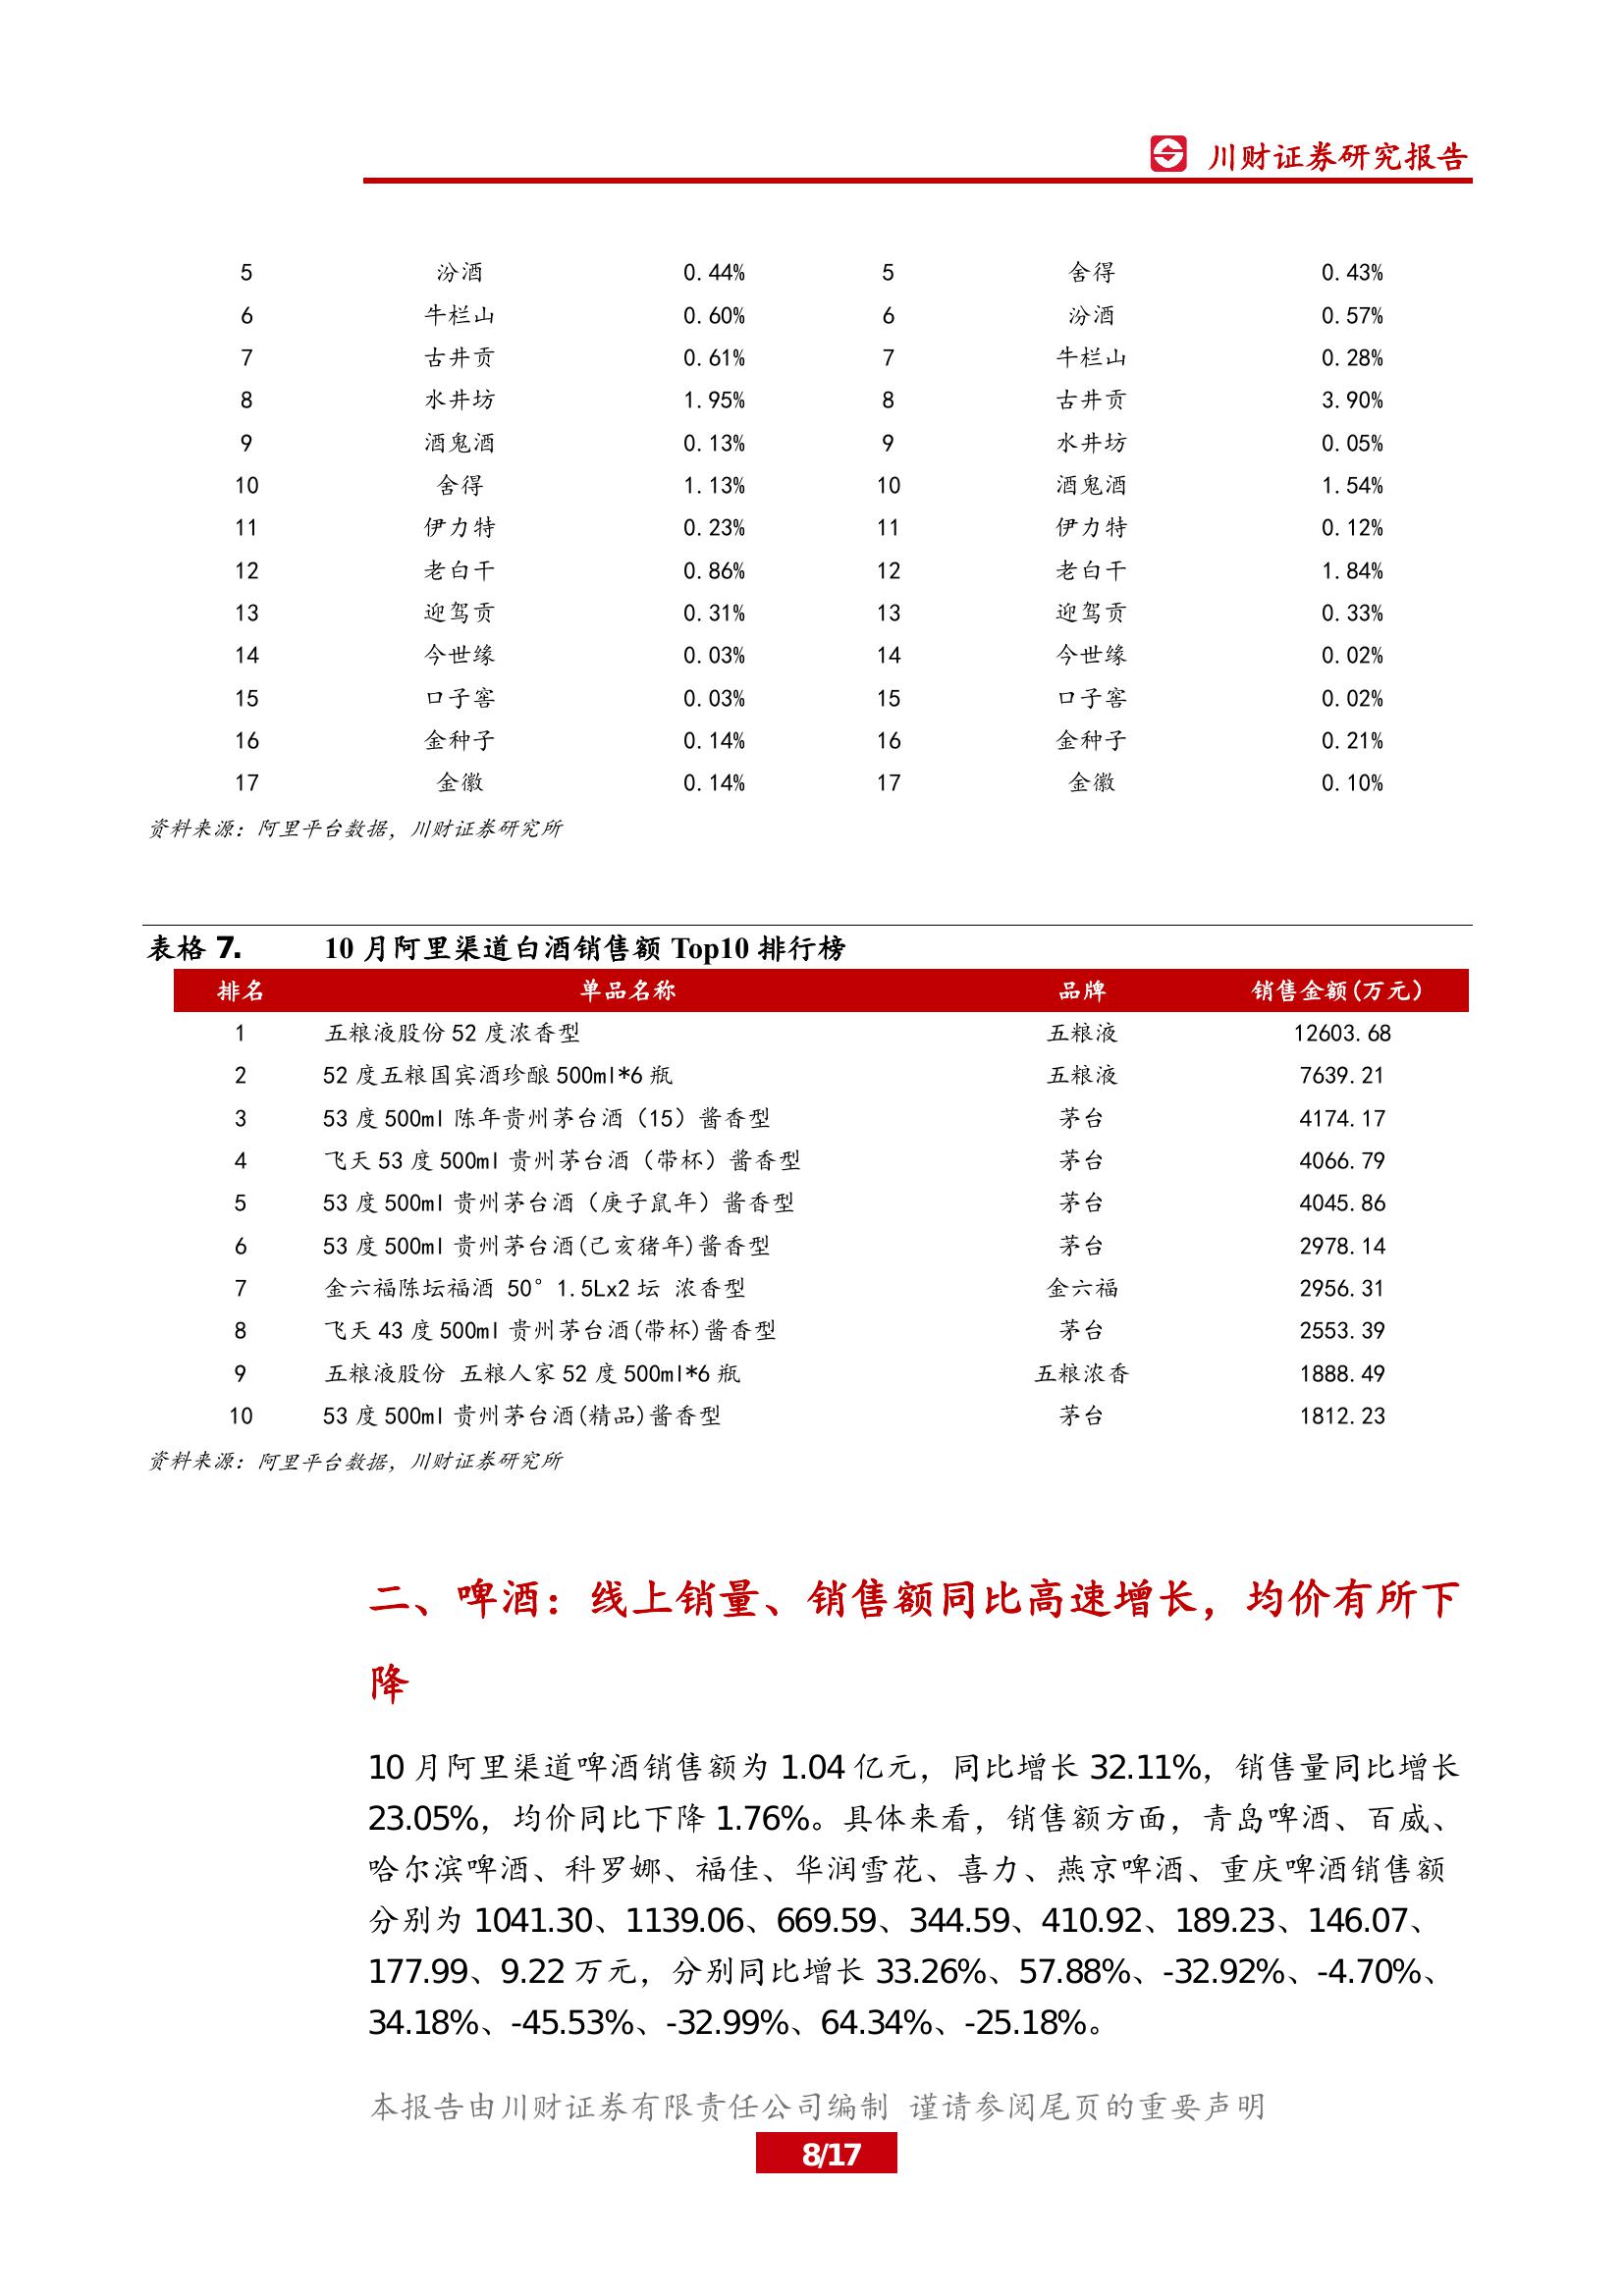 川财证券研究报告
5 汾酒 0.44% 5 舍得 0.43%
6 牛栏山 0.60% 6 汾酒 0.57%
7 古井贡 0.61% 7 牛栏山 0.28%
8 水井坊 1.95% 8 古井贡 3.90%
9 酒鬼酒 0.13% 9 水井坊 0.05%
10 舍得 1.13% 10 酒鬼酒 1.54%
11 伊力特 0.23% 11 伊力特 0.12%
12 老白干 0.86% 12 老白干 1.84%
13 迎驾贡 0.31% 13 迎驾贡 0.33%
14 今世缘 0.03% 14 今世缘 0.02%
15 口子窖 0.03% 15 口子窖 0.02%
16 金种子 0.14% 16 金种子 0.21%
17 金徽 0.14% 17 金徽 0.10%
资料来源：阿里平台数据，川财证券研究所
表格 7. 10 月阿里渠道白酒销售额 Top10 排行榜
排名 单品名称 品牌 销售金额(万元)
1 五粮液股份 52 度浓香型 五粮液 12603.68
2 52 度五粮国宾酒珍酿 500ml*6 瓶 五粮液 7639.21
3 53 度 500ml 陈年贵州茅台酒（15）酱香型 茅台 4174.17
4 飞天 53 度 500ml 贵州茅台酒（带杯）酱香型 茅台 4066.79
5 53 度 500ml 贵州茅台酒（庚子鼠年）酱香型 茅台 4045.86
6 53 度 500ml 贵州茅台酒(己亥猪年)酱香型 茅台 2978.14
7 金六福陈坛福酒 50°1.5Lx2 坛 浓香型 金六福 2956.31
8 飞天 43 度 500ml 贵州茅台酒(带杯)酱香型 茅台 2553.39
9 五粮液股份 五粮人家 52 度 500ml*6 瓶 五粮浓香 1888.49
10 53 度 500ml 贵州茅台酒(精品)酱香型 茅台 1812.23
资料来源：阿里平台数据，川财证券研究所
二、啤酒：线上销量、销售额同比高速增长，均价有所下
降
10 月阿里渠道啤酒销售额为 1.04 亿元，同比增长 32.11%，销售量同比增长
23.05%，均价同比下降 1.76%。具体来看，销售额方面，青岛啤酒、百威、
哈尔滨啤酒、科罗娜、福佳、华润雪花、喜力、燕京啤酒、重庆啤酒销售额
分别为 1041.30、1139.06、669.59、344.59、410.92、189.23、146.07、
177.99、9.22 万元，分别同比增长 33.26%、57.88%、-32.92%、-4.70%、
34.18%、-45.53%、-32.99%、64.34%、-25.18%。
本报告由川财证券有限责任公司编制 谨请参阅尾页的重要声明
8/17